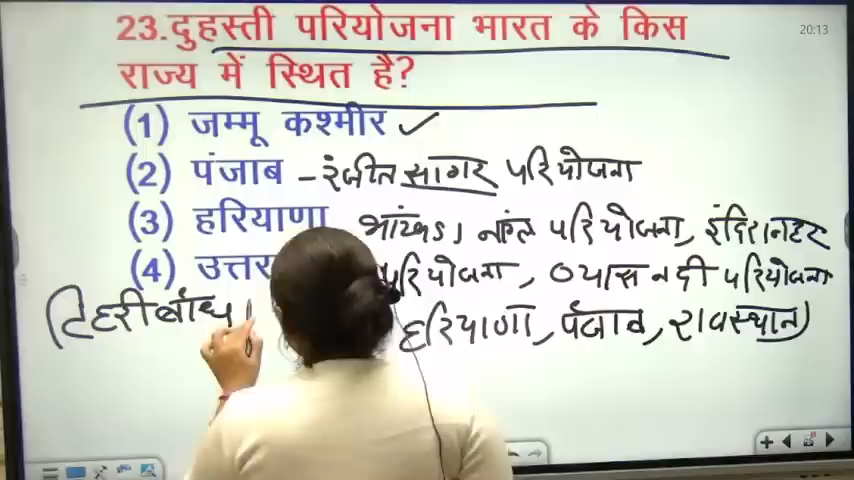 20:13
23.दुहस्ती परियोजना भारत के किस
राज्य में स्थित है?
(1) जम्मू कश्मीर ✓
(2) पंजाब – रंजीत सागर परियोजना
(3) हरियाणा भांखडा नांगल परियोजना, इंदिरा नहर
(4) उत्तर परियोजना, व्यास नदी परियोजना
टिहरी बांध हरियाणा, पंजाब, राजस्थान)